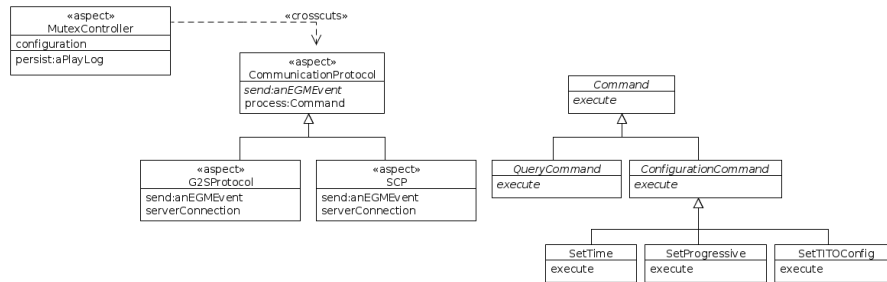 «aspect»
MutexController
configuration
persist:aPlayLog
«crosscuts»
«aspect»
CommunicationProtocol
send:anEGMEvent
process:Command
«aspect»
G2SProtocol
send:anEGMEvent
serverConnection
«aspect»
SCP
send:anEGMEvent
serverConnection
Command
execute
QueryCommand
execute
ConfigurationCommand
execute
SetTime
execute
SetProgressive
execute
SetTITOConfig
execute